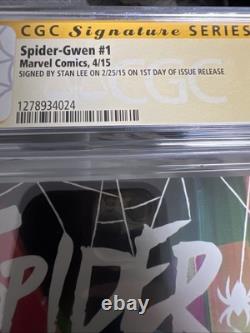 CGC Signature SERIES
Spider-Gwen #1
Marvel Comics, 4/15
SIGNED BY STAN LEE ON 2/25/15 ON 1ST DAY OF ISSUE RELEASE
1278934024
CGC
SPIDER